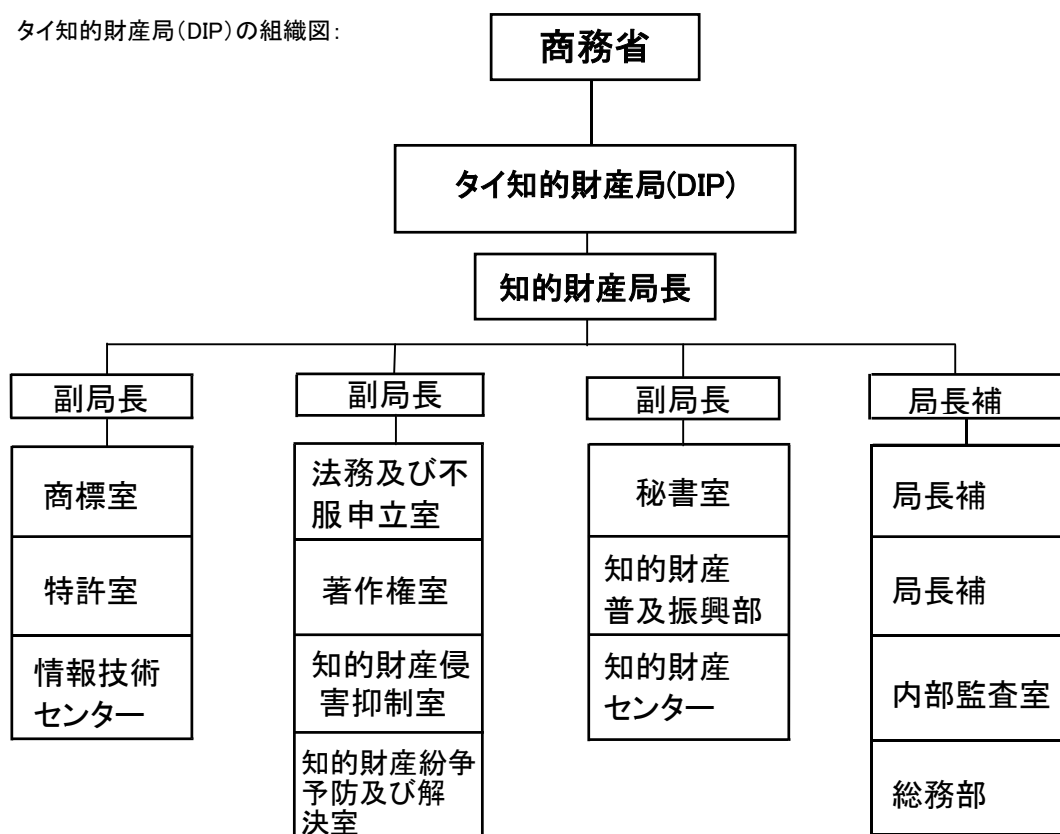 タイ知的財産局(DIP)の組織図:
商務省
タイ知的財産局(DIP)
知的財産局長
副局長
商標室
特許室
情報技術
センター
副局長
法務及び不
服申立室
著作権室
知的財産侵
害抑制室
知的財産紛争
予防及び解
決室
副局長
秘書室
知的財産
普及振興部
知的財産
センター
局長補
局長補
局長補
内部監査室
総務部